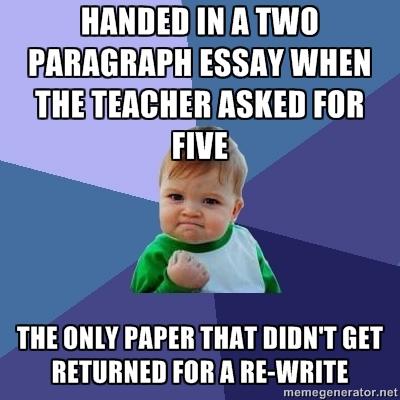 HANDED IN A TWO
PARAGRAPH ESSAY WHEN
THE TEACHER ASKED FOR
FIVE
THE ONLY PAPER THAT DIDN'T GET
RETURNED FOR A RE-WRITE
memegenerator.net